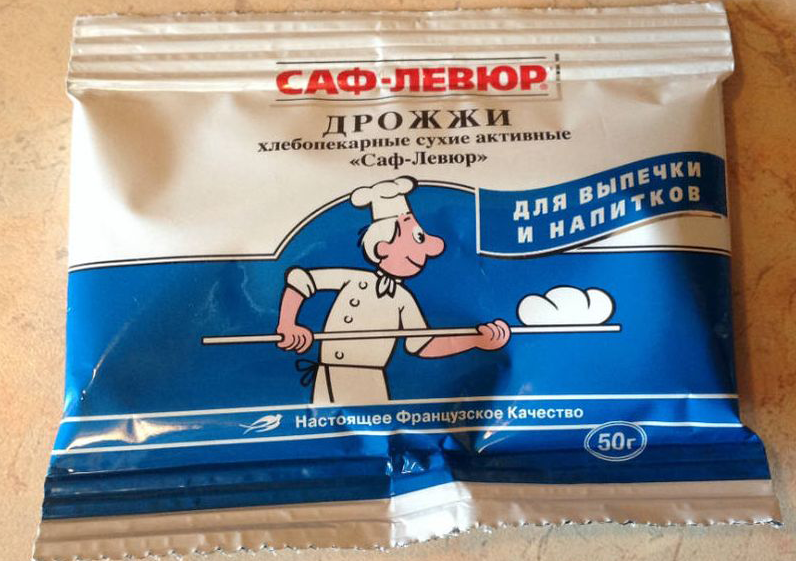 САФ-ЛЕВЮР®
ДРОЖЖИ
хлебопекарные сухие активные
«Саф-Левюр»
ДЛЯ ВЫПЕЧКИ
И НАПИТКОВ
Настоящее Французское Качество
50г